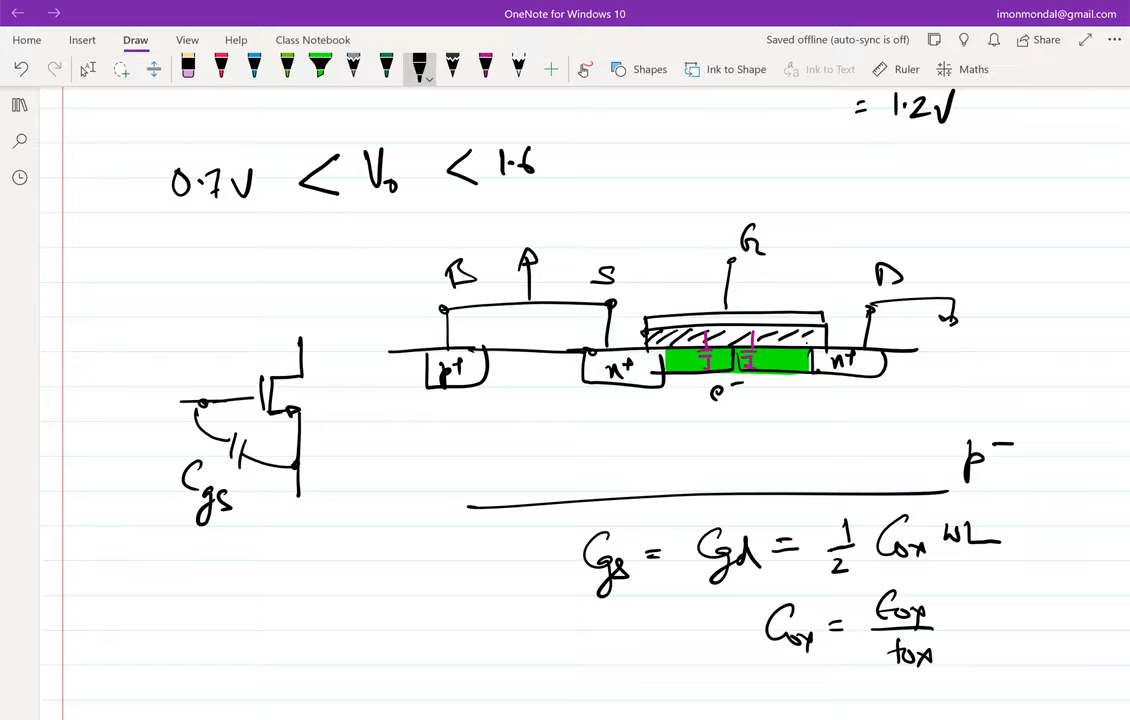 OneNote for Windows 10
imonmondal@gmail.com
Home Insert Draw View Help Class Notebook
Saved offline (auto-sync is off)
Share
Shapes
Ink to Shape
Ink to Text
Ruler
Maths
= 1.2V
0.7V < V₀ < 1.6
G
B
S
D
p+
n+
n+
e-
p-
Cgs
Cgs = Cgd = 1/2 Cox WL
Cox = Eox/tox